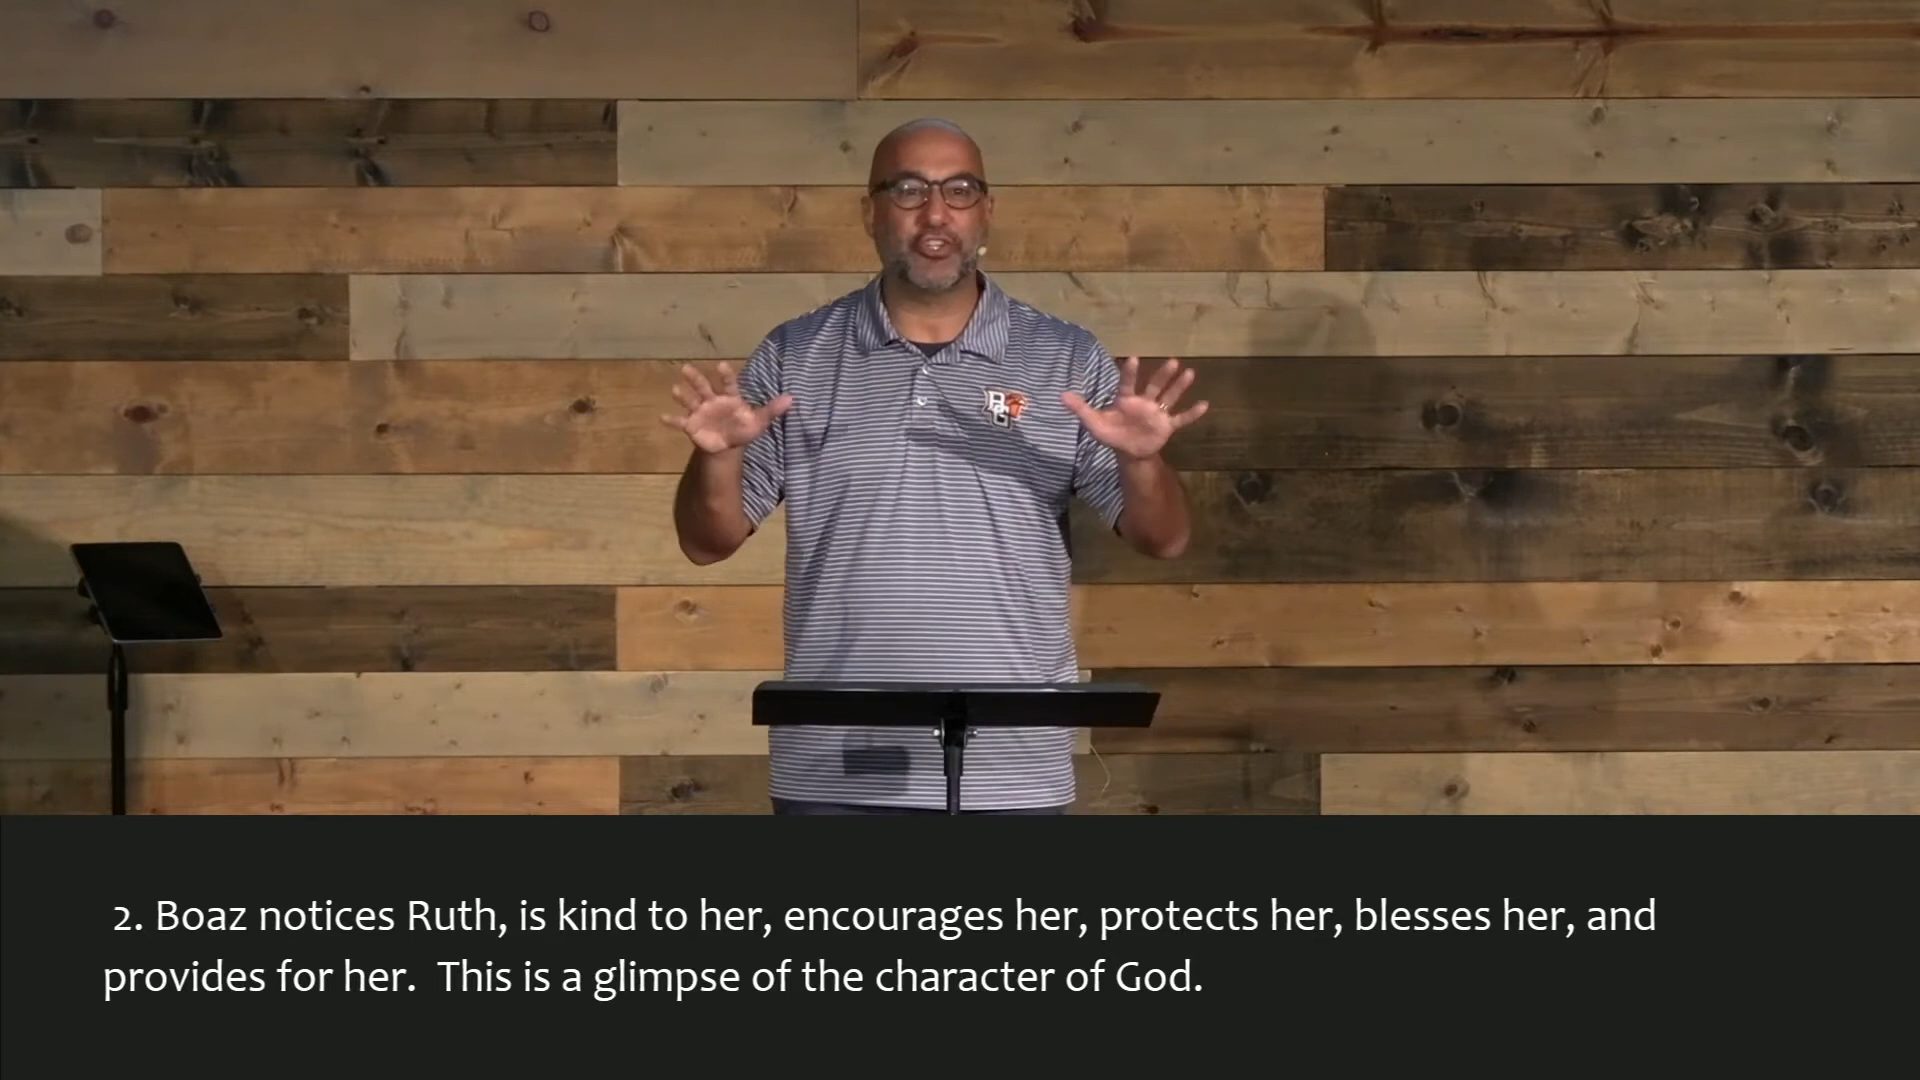 BG
2. Boaz notices Ruth, is kind to her, encourages her, protects her, blesses her, and
provides for her.  This is a glimpse of the character of God.